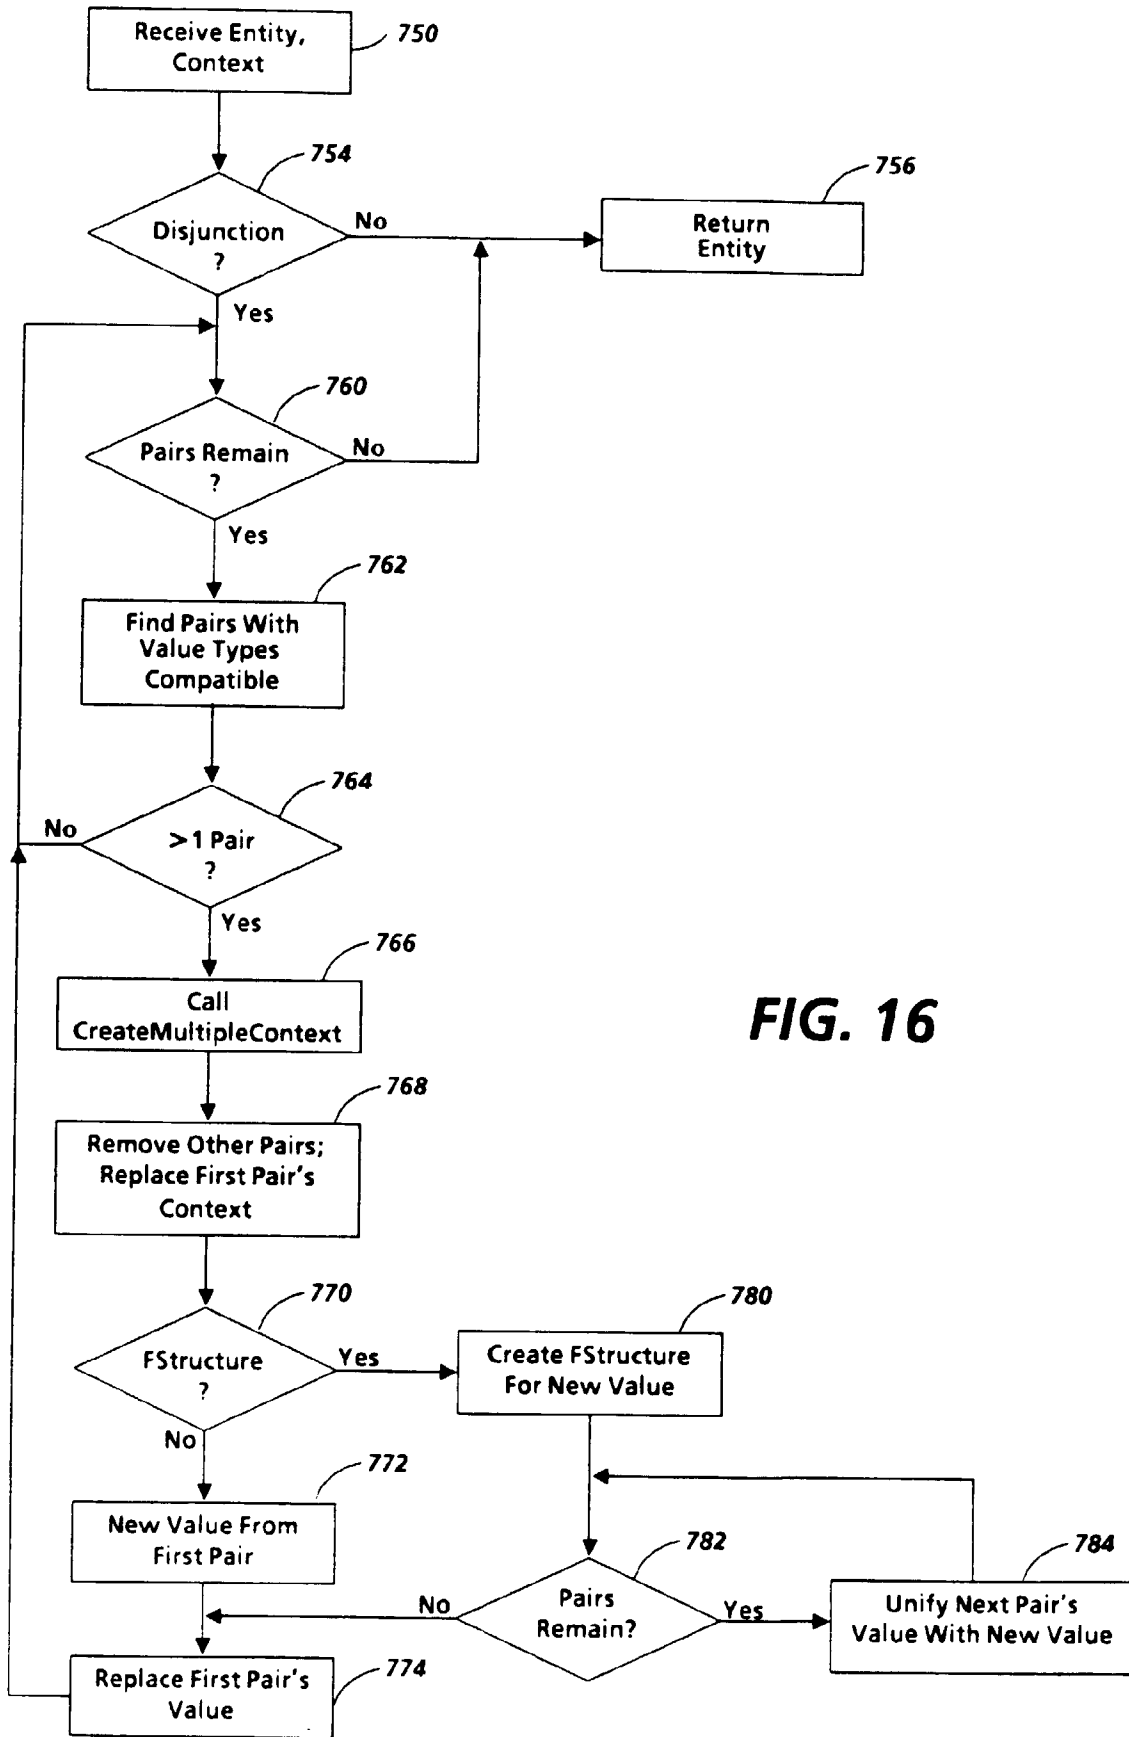 Receive Entity,
Context
750
754
Disjunction
?
No
Yes
756
Return
Entity
760
Pairs Remain
?
No
Yes
762
Find Pairs With
Value Types
Compatible
764
>1 Pair
?
No
Yes
766
Call
CreateMultipleContext
FIG. 16
768
Remove Other Pairs;
Replace First Pair's
Context
770
FStructure
?
Yes
No
780
Create FStructure
For New Value
772
New Value From
First Pair
782
Pairs
Remain?
No
Yes
784
Unify Next Pair's
Value With New Value
774
Replace First Pair's
Value